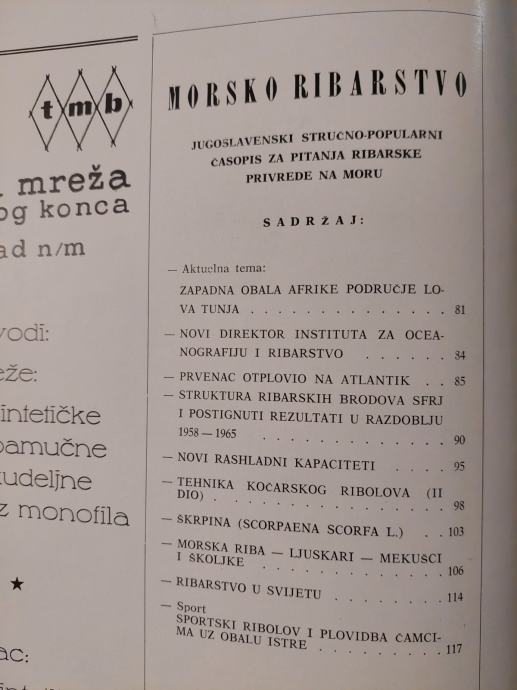 tmb
mreža
og konca
ad n/m
vodi:
eže:
intetičke
pamučne
kudeljne
z monofila
★
ac:
MORSKO RIBARSTVO
JUGOSLAVENSKI STRUČNO-POPULARNI
ČASOPIS ZA PITANJA RIBARSKE
PRIVREDE NA MORU
SADRŽAJ:
— Aktuelna tema:
ZAPADNA OBALA AFRIKE PODRUČJE LO-
VA TUNJA . . . . . . . . . . . . 81
— NOVI DIREKTOR INSTITUTA ZA OCEA-
NOGRAFIJU I RIBARSTVO . . . . . . 84
— PRVENAC OTPLOVIO NA ATLANTIK . . 85
— STRUKTURA RIBARSKIH BRODOVA SFRJ
I POSTIGNUTI REZULTATI U RAZDOBLJU
1958 — 1965 . . . . . . . . . . . . 90
— NOVI RASHLADNI KAPACITETI . . . . 95
— TEHNIKA KOČARSKOG RIBOLOVA (II
DIO) . . . . . . . . . . . . . . . 98
— ŠKRPINA (SCORPAENA SCORFA L.) . . 103
— MORSKA RIBA — LJUSKARI — MEKUŠCI
I ŠKOLJKE . . . . . . . . . . . . 106
— RIBARSTVO U SVIJETU . . . . . . . 114
— Sport
SPORTSKI RIBOLOV I PLOVIDBA ČAMCI-
MA UZ OBALU ISTRE . . . . . . . . . 117